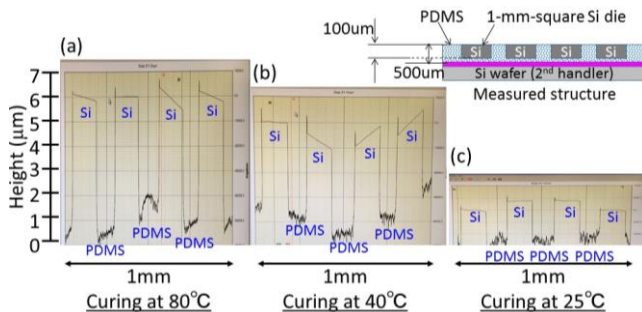 PDMS 1-mm-square Si die
100um
Si Si Si Si
500um
Si wafer (2nd handler)
Measured structure
(a)
(b)
(c)
Height (μm)
7
6
5
4
3
2
1
0
Si Si Si Si
PDMS PDMS PDMS
Si Si Si Si
PDMS PDMS PDMS
Si Si Si Si
PDMS PDMS PDMS
1mm
1mm
1mm
Curing at 80℃
Curing at 40℃
Curing at 25℃